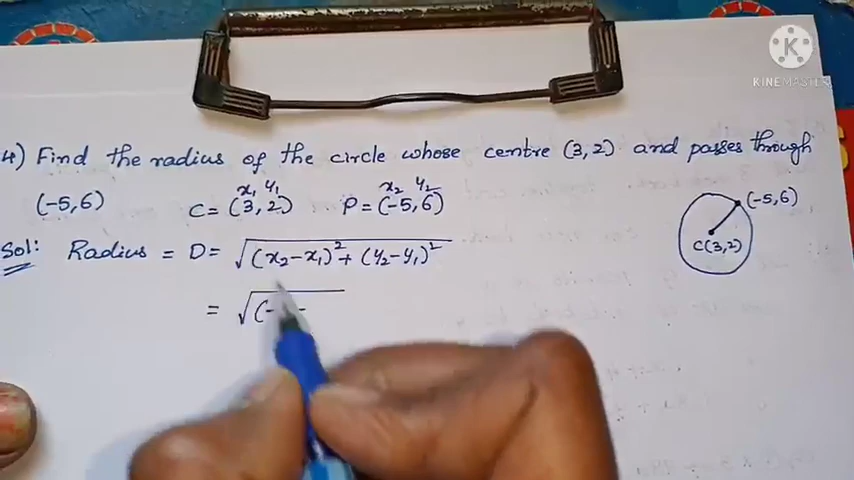 KINEMASTER
4) Find the radius of the circle whose centre (3,2) and passes through
(-5,6) C = (3,2) P = (-5,6)
x₁ y₁ x₂ y₂
(-5,6)
C(3,2)
Sol: Radius = D = √(x₂-x₁)² + (y₂-y₁)²
= √(-